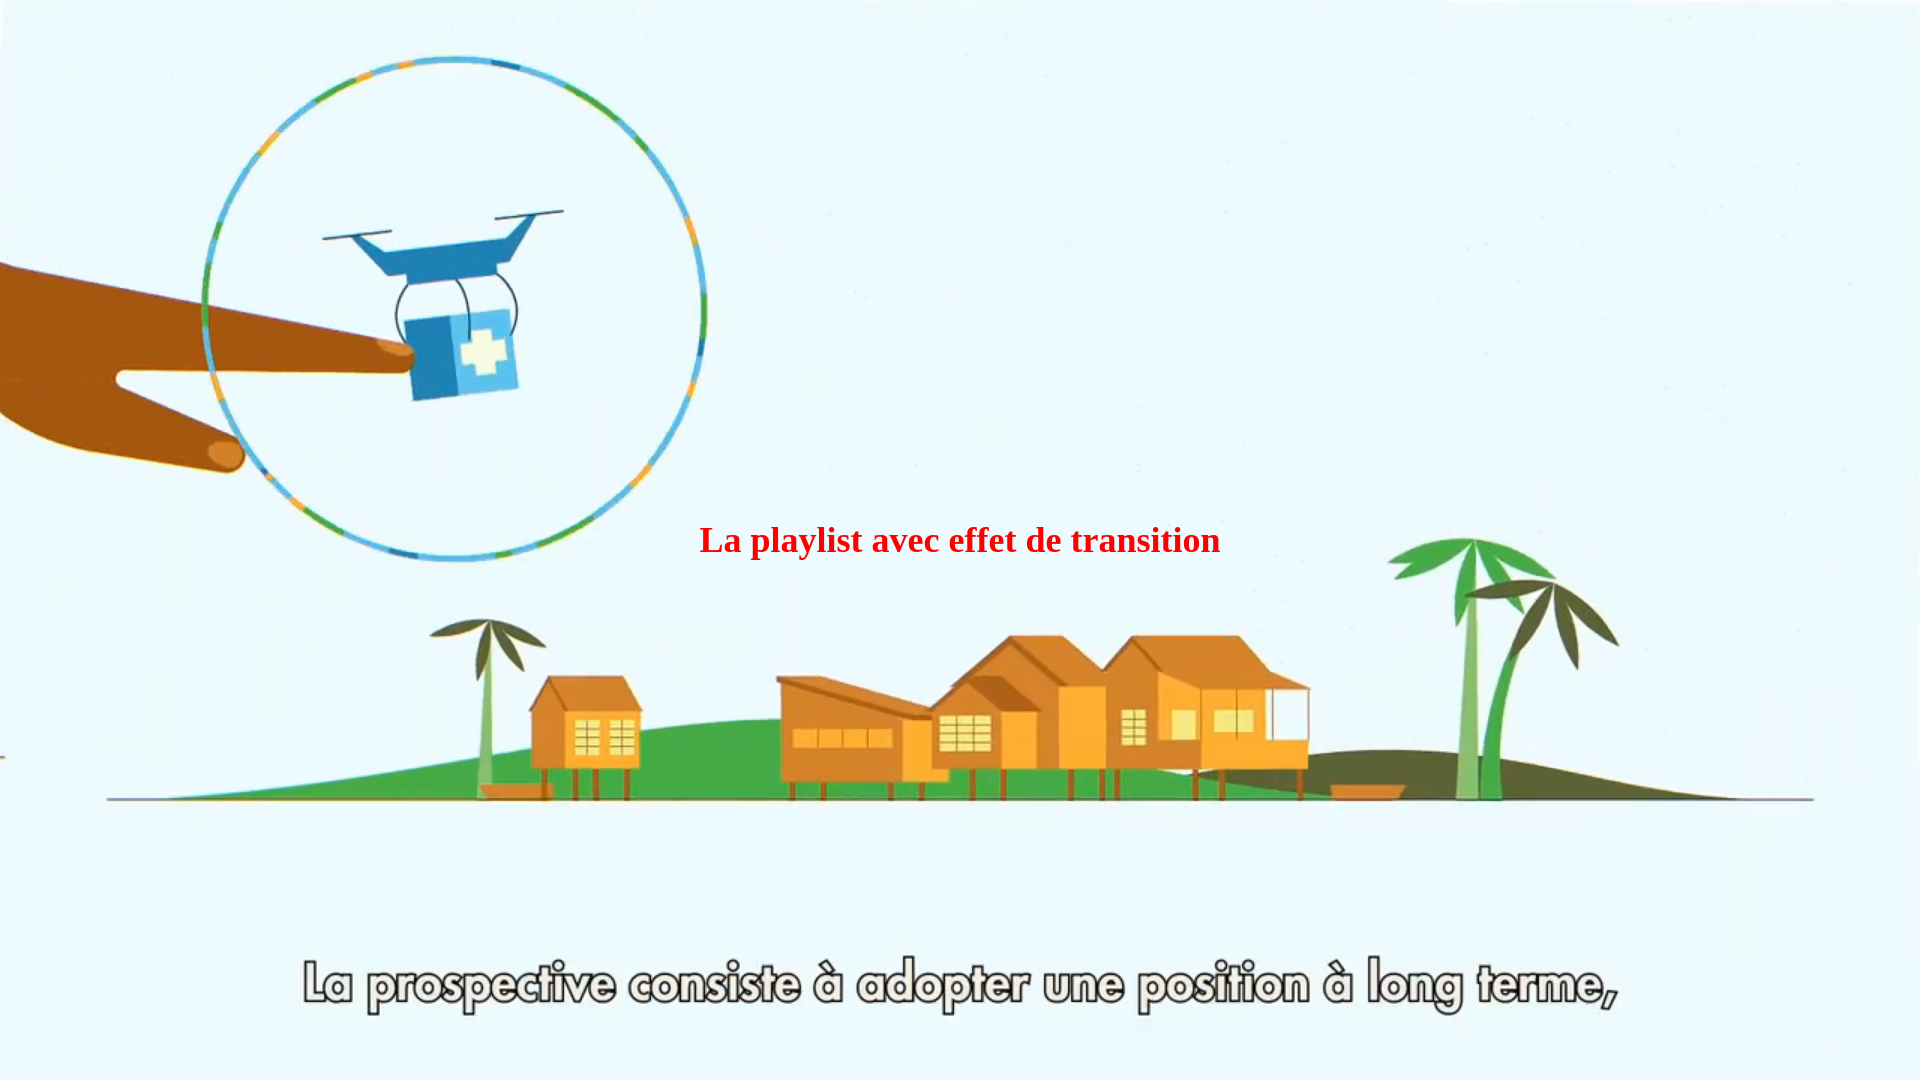 La playlist avec effet de transition
La prospective consiste à adopter une position à long terme,